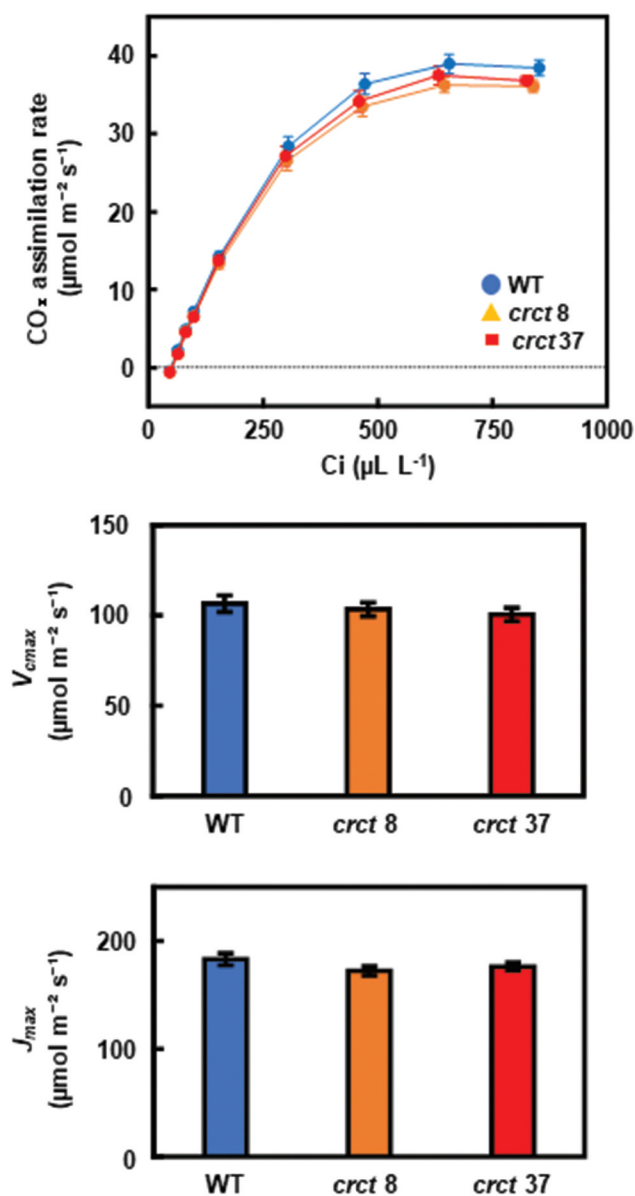 CO₂ assimilation rate
(µmol m⁻² s⁻¹)
40
30
20
10
0
WT
crct 8
crct 37
0
250
500
750
1000
Ci (µL L⁻¹)
Vcmax
(µmol m⁻² s⁻¹)
150
100
50
0
WT
crct 8
crct 37
Jmax
(µmol m⁻² s⁻¹)
200
100
0
WT
crct 8
crct 37